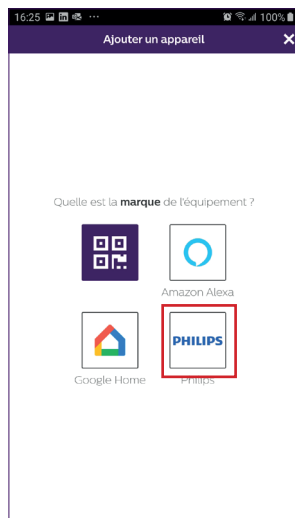 16:25 ··· 100%
Ajouter un appareil ×
Quelle est la marque de l'équipement ?
Amazon Alexa
PHILIPS
Google Home Philips